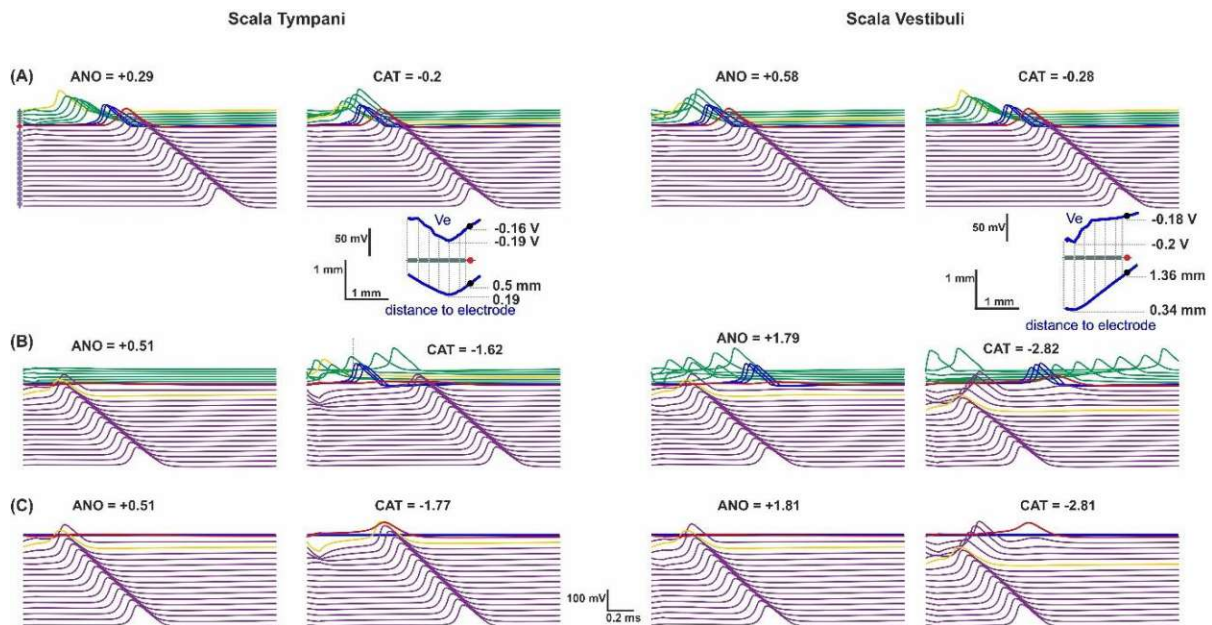 Scala Tympani
Scala Vestibuli
(A)
ANO = +0.29
CAT = -0.2
ANO = +0.58
CAT = -0.28
Ve
50 mV
-0.16 V
-0.19 V
1 mm
1 mm
0.5 mm
0.19
distance to electrode
Ve
50 mV
-0.18 V
-0.2 V
1 mm
1 mm
1.36 mm
0.34 mm
distance to electrode
(B)
ANO = +0.51
CAT = -1.62
ANO = +1.79
CAT = -2.82
(C)
ANO = +0.51
CAT = -1.77
ANO = +1.81
CAT = -2.81
100 mV
0.2 ms